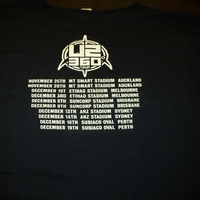 U2
360°
NOVEMBER 25TH MT SMART STADIUM AUCKLAND
NOVEMBER 26TH MT SMART STADIUM AUCKLAND
DECEMBER 1ST ETIHAD STADIUM MELBOURNE
DECEMBER 3RD ETIHAD STADIUM MELBOURNE
DECEMBER 8TH SUNCORP STADIUM BRISBANE
DECEMBER 9TH SUNCORP STADIUM BRISBANE
DECEMBER 13TH ANZ STADIUM SYDNEY
DECEMBER 14TH ANZ STADIUM SYDNEY
DECEMBER 18TH SUBIACO OVAL PERTH
DECEMBER 19TH SUBIACO OVAL PERTH